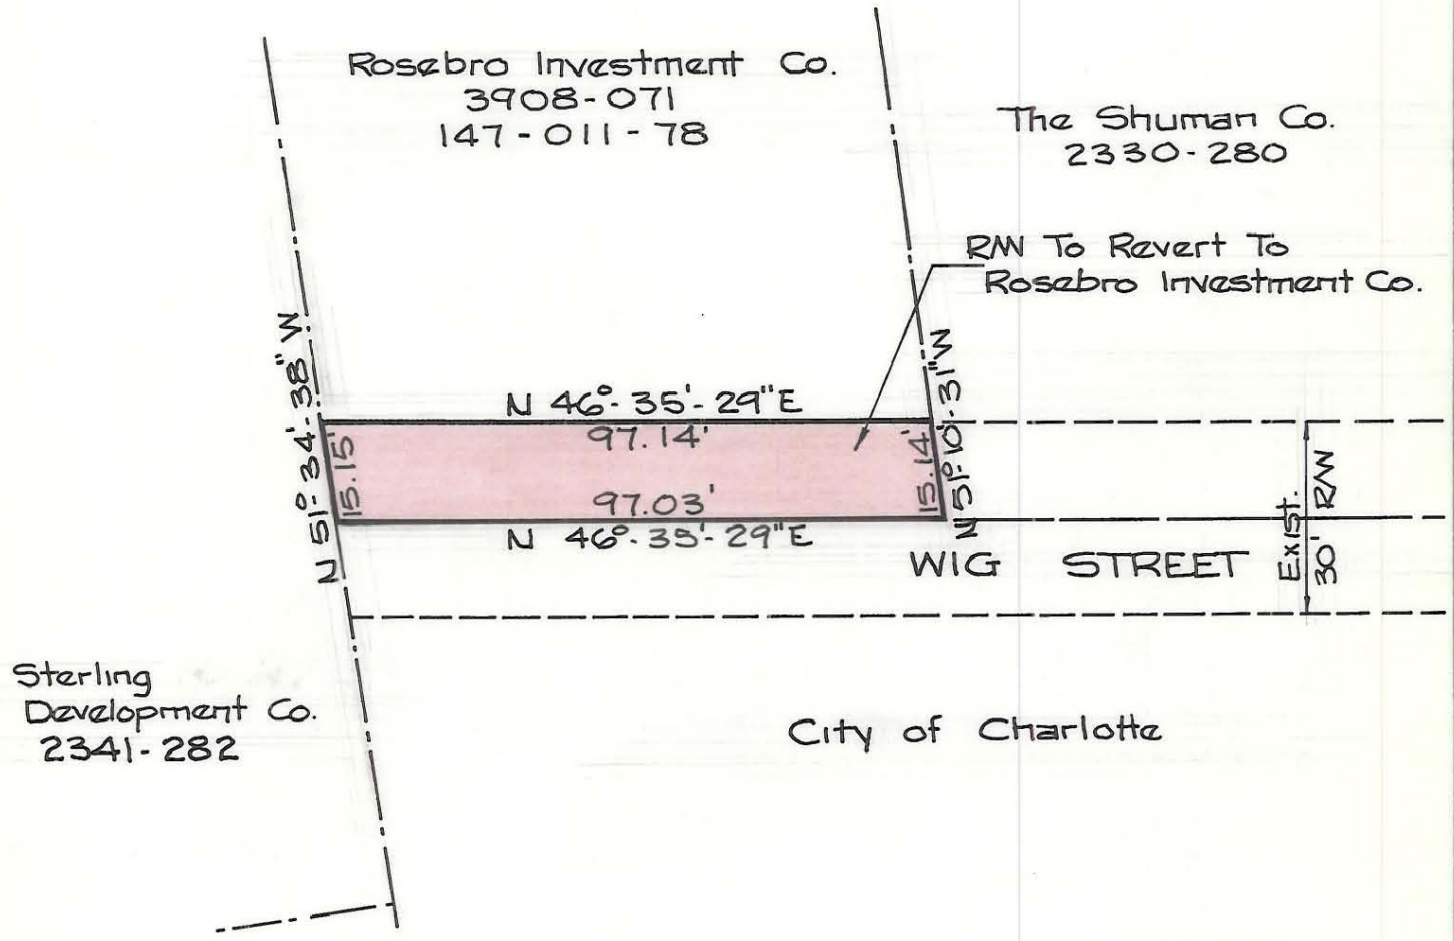 Rosebro Investment Co.
3908-071
147-011-78
The Shuman Co.
2330-280
R/W To Revert To
Rosebro Investment Co.
N 51°-34'-38" W
N 46°-35'-29"E
97.14'
15.15'
15.14'
N 51°-10'-31"W
97.03'
N 46°-35'-29"E
WIG STREET
Exist.
30' R/W
Sterling
Development Co.
2341-282
City of Charlotte